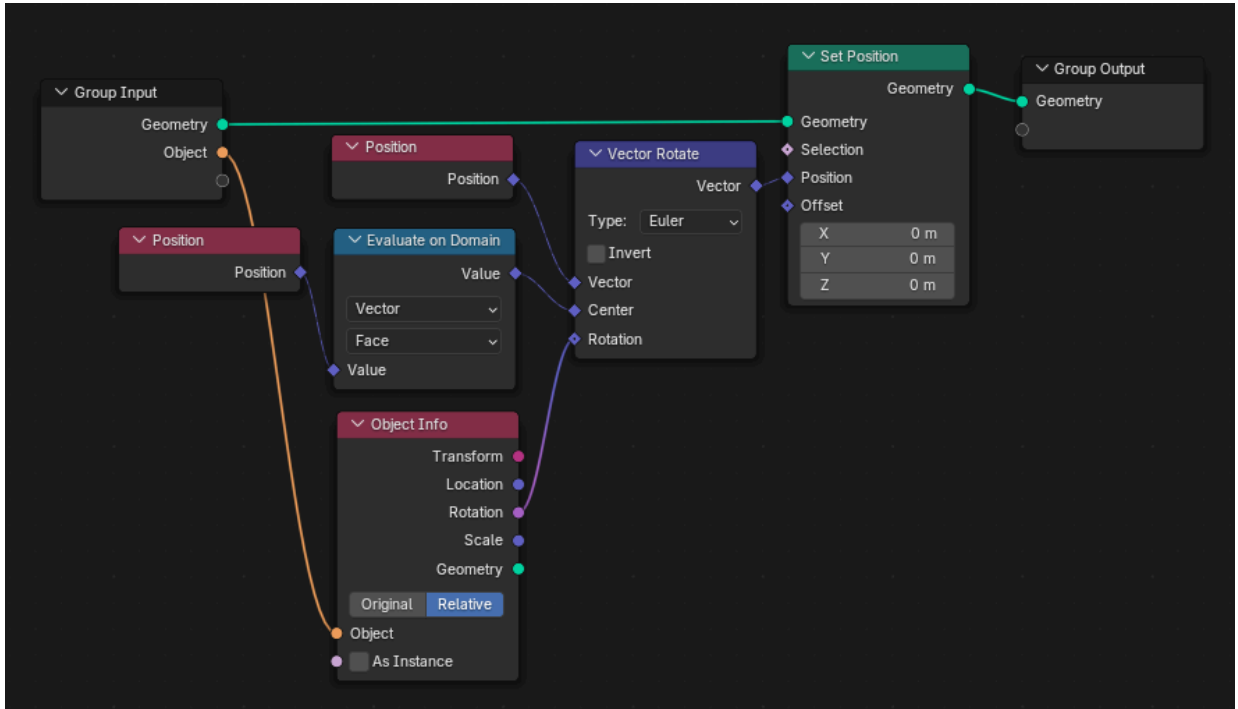 Group Input
Geometry
Object
Position
Position
Position
Position
Evaluate on Domain
Value
Vector
Face
Value
Object Info
Transform
Location
Rotation
Scale
Geometry
Original Relative
Object
As Instance
Vector Rotate
Vector
Type: Euler
Invert
Vector
Center
Rotation
Set Position
Geometry
Geometry
Selection
Position
Offset
X 0 m
Y 0 m
Z 0 m
Group Output
Geometry